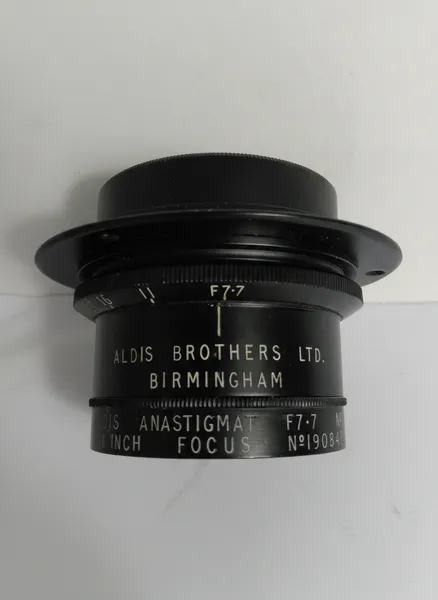 16 11 F7·7
ALDIS BROTHERS LTD.
BIRMINGHAM
ANASTIGMAT F7·7
INCH FOCUS